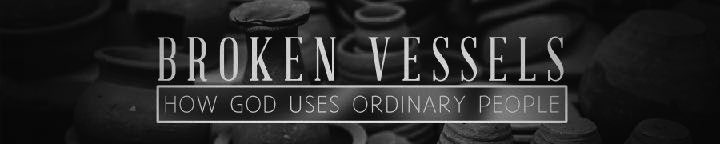 BROKEN VESSELS
HOW GOD USES ORDINARY PEOPLE